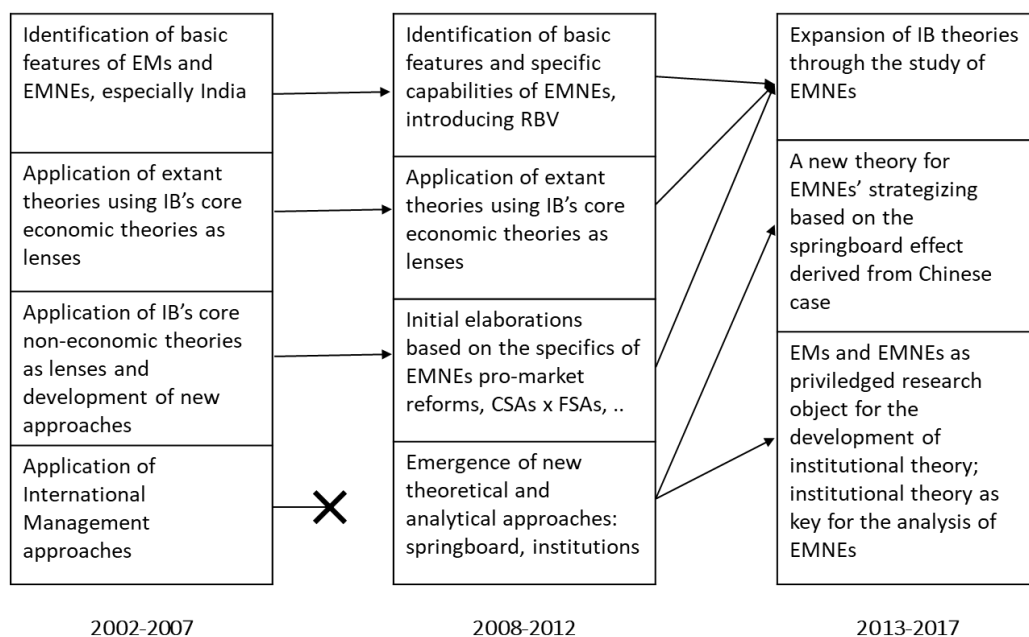 Identification of basic
features of EMs and
EMNEs, especially India
Application of extant
theories using IB's core
economic theories as
lenses
Application of IB's core
non-economic theories
as lenses and
development of new
approaches
Application of
International
Management
approaches
2002-2007
Identification of basic
features and specific
capabilities of EMNEs,
introducing RBV
Application of extant
theories using IB's core
economic theories as
lenses
Initial elaborations
based on the specifics of
EMNEs pro-market
reforms, CSAs x FSAs, ..
Emergence of new
theoretical and
analytical approaches:
springboard, institutions
2008-2012
Expansion of IB theories
through the study of
EMNEs
A new theory for
EMNEs' strategizing
based on the
springboard effect
derived from Chinese
case
EMs and EMNEs as
priviledged research
object for the
development of
institutional theory;
institutional theory as
key for the analysis of
EMNEs
2013-2017